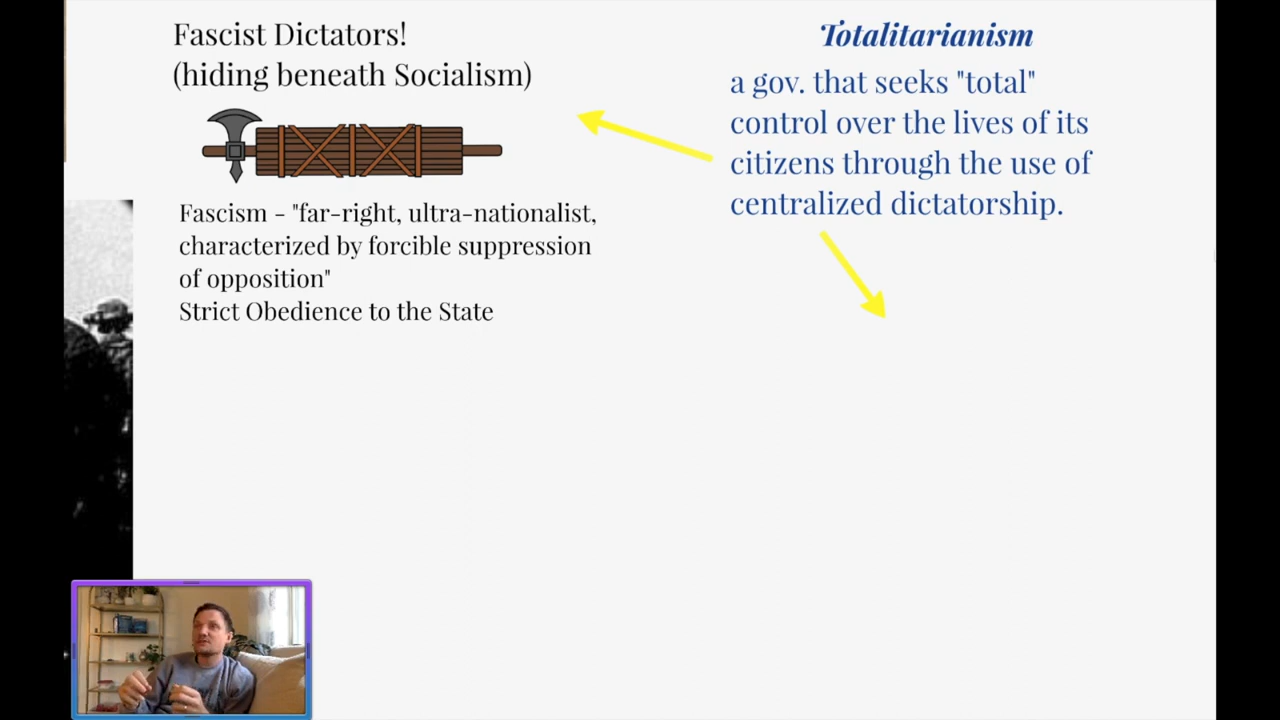 Fascist Dictators!
(hiding beneath Socialism)
Fascism - "far-right, ultra-nationalist,
characterized by forcible suppression
of opposition"
Strict Obedience to the State
Totalitarianism
a gov. that seeks "total"
control over the lives of its
citizens through the use of
centralized dictatorship.